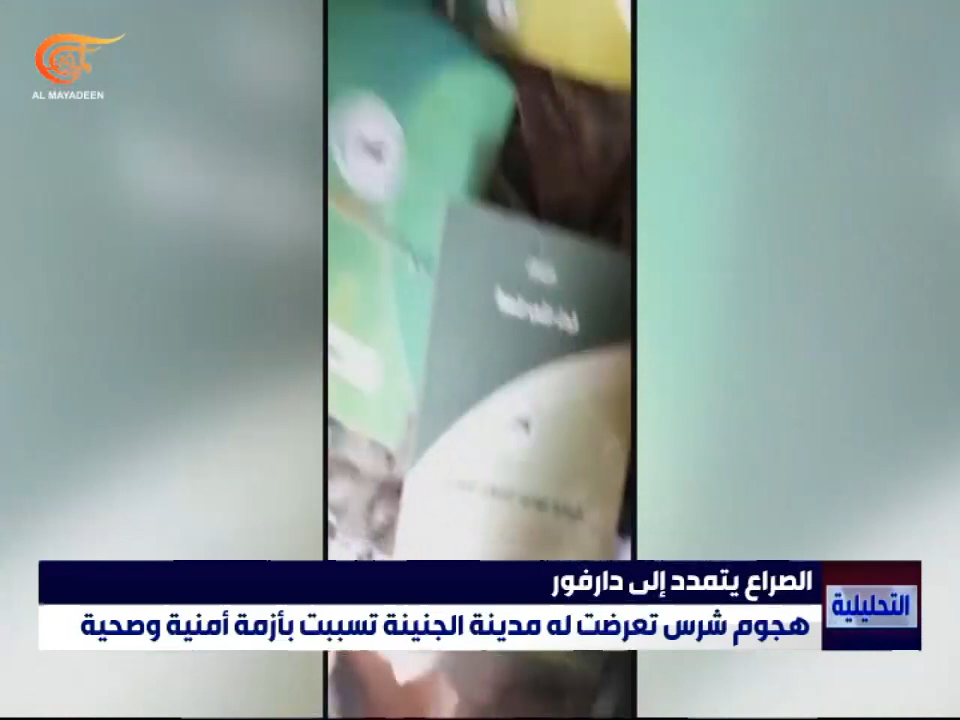 AL MAYADEEN
الصراع يتمدد إلى دارفور
التحليلية
هجوم شرس تعرضت له مدينة الجنينة تسببت بأزمة أمنية وصحية